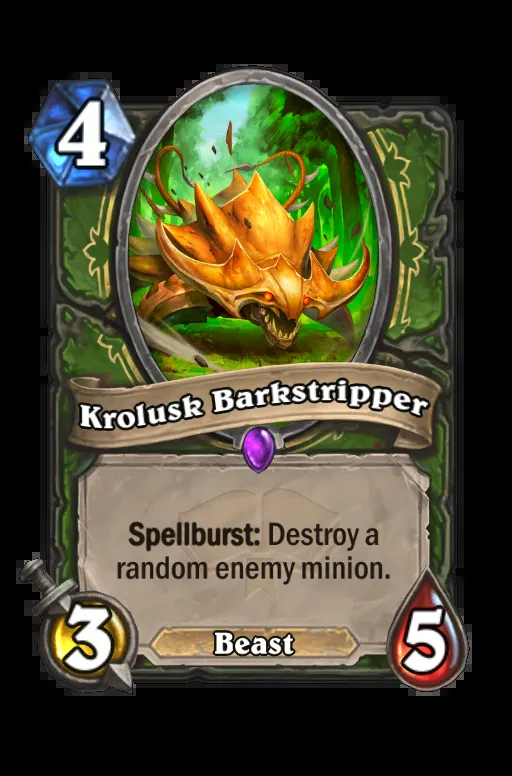 4
Krolusk Barkstripper
Spellburst: Destroy a
random enemy minion.
3
Beast
5